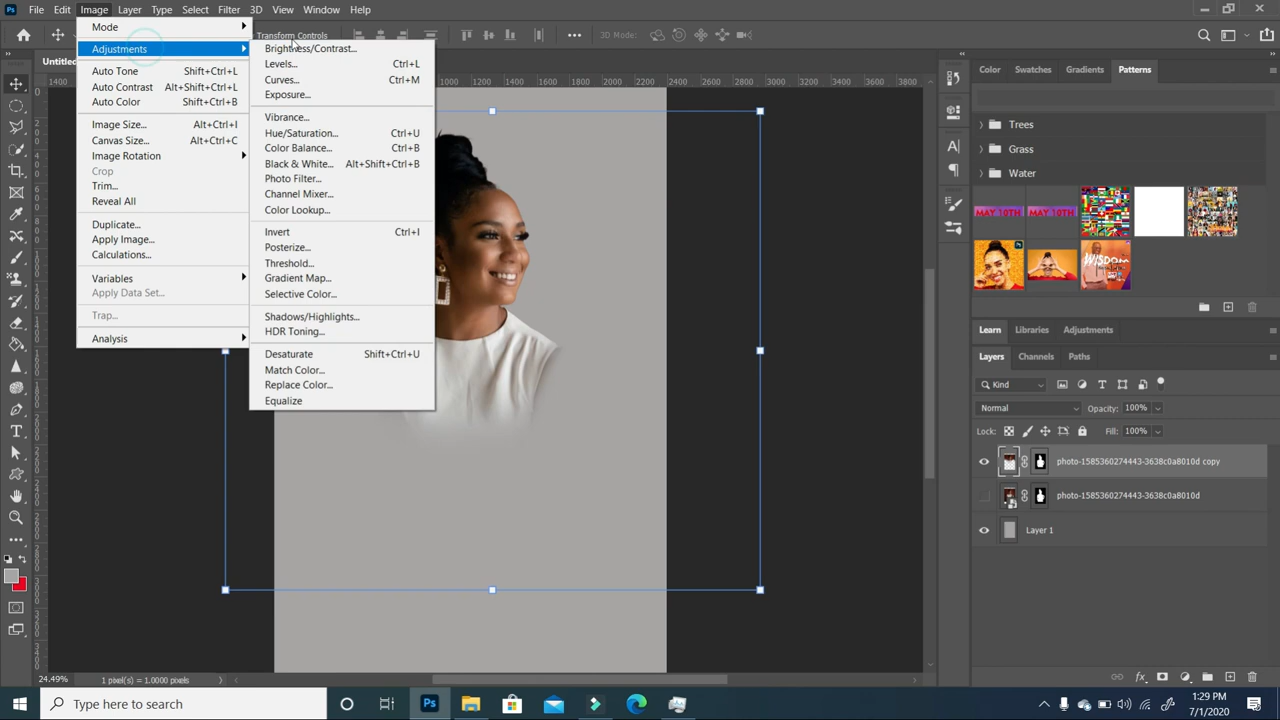 File Edit Image Layer Type Select Filter 3D View Window Help
Transform Controls
3D Mode:
Mode
Adjustments
Auto Tone Shift+Ctrl+L
Auto Contrast Alt+Shift+Ctrl+L
Auto Color Shift+Ctrl+B
Image Size... Alt+Ctrl+I
Canvas Size... Alt+Ctrl+C
Image Rotation
Crop
Trim...
Reveal All
Duplicate...
Apply Image...
Calculations...
Variables
Apply Data Set...
Trap...
Analysis
Brightness/Contrast...
Levels... Ctrl+L
Curves... Ctrl+M
Exposure...
Vibrance...
Hue/Saturation... Ctrl+U
Color Balance... Ctrl+B
Black & White... Alt+Shift+Ctrl+B
Photo Filter...
Channel Mixer...
Color Lookup...
Invert Ctrl+I
Posterize...
Threshold...
Gradient Map...
Selective Color...
Shadows/Highlights...
HDR Toning...
Desaturate Shift+Ctrl+U
Match Color...
Replace Color...
Equalize
Untitled
1400
1000 1200 1400 1600 1800 2000 2200 2400 2600 2800 3000 3200 3400 3600 3800
Color Swatches Gradients Patterns
Trees
Grass
Water
MAY 10TH MAY 10TH
WISDOM
Learn Libraries Adjustments
Layers Channels Paths
Kind
Normal Opacity: 100%
Lock: Fill: 100%
photo-1585360274443-3638c0a8010d copy
photo-1585360274443-3638c0a8010d
Layer 1
24.49% 1 pixel(s) = 1.0000 pixels
Type here to search
Ps
1:29 PM
7/1/2020